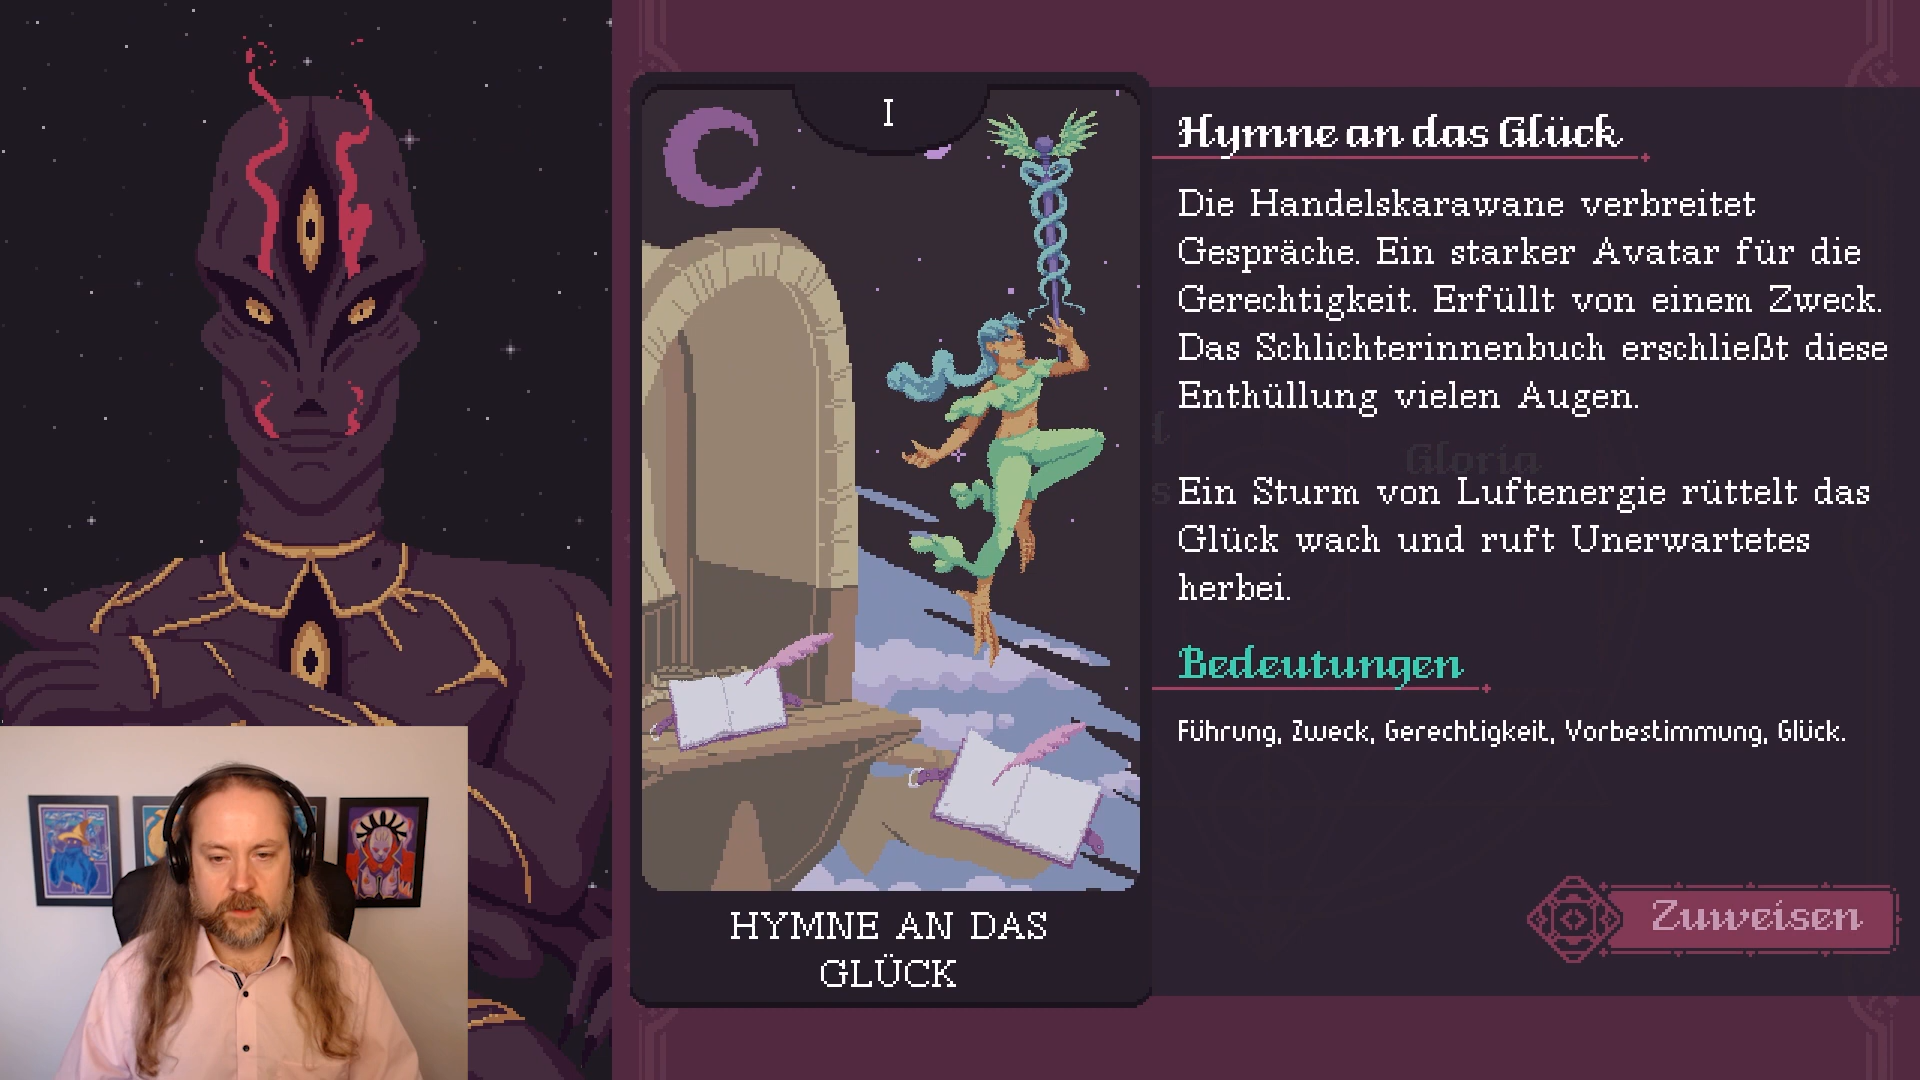 I
HYMNE AN DAS
GLÜCK
Hymne an das Glück
Die Handelskarawane verbreitet
Gespräche. Ein starker Avatar für die
Gerechtigkeit. Erfüllt von einem Zweck.
Das Schlichterinnenbuch erschließt diese
Enthüllung vielen Augen.
Gloria
Ein Sturm von Luftenergie rüttelt das
Glück wach und ruft Unerwartetes
herbei.
Bedeutungen
Führung, Zweck, Gerechtigkeit, Vorbestimmung, Glück.
Zuweisen